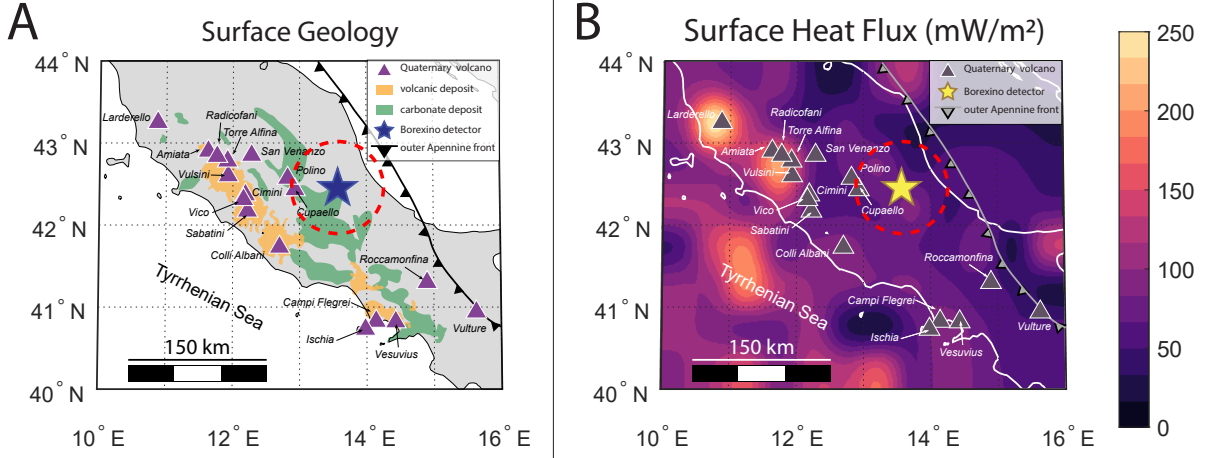 A
Surface Geology
44° N
43° N
42° N
41° N
40° N
10° E
12° E
14° E
16° E
Quaternary volcano
volcanic deposit
carbonate deposit
Borexino detector
outer Apennine front
Larderello
Radicofani
Torre Alfina
Amiata
San Venanzo
Vulsini
Polino
Cimini
Vico
Cupaello
Sabatini
Colli Albani
Roccamonfina
Tyrrhenian Sea
Campi Flegrei
Ischia
Vesuvius
Vulture
150 km
B
Surface Heat Flux (mW/m²)
44° N
43° N
42° N
41° N
40° N
10° E
12° E
14° E
16° E
Quaternary volcano
Borexino detector
outer Apennine front
Larderello
Radicofani
Torre Alfina
Amiata
San Venanzo
Vulsini
Polino
Cimini
Vico
Cupaello
Sabatini
Colli Albani
Roccamonfina
Tyrrhenian Sea
Campi Flegrei
Ischia
Vesuvius
Vulture
150 km
250
200
150
100
50
0